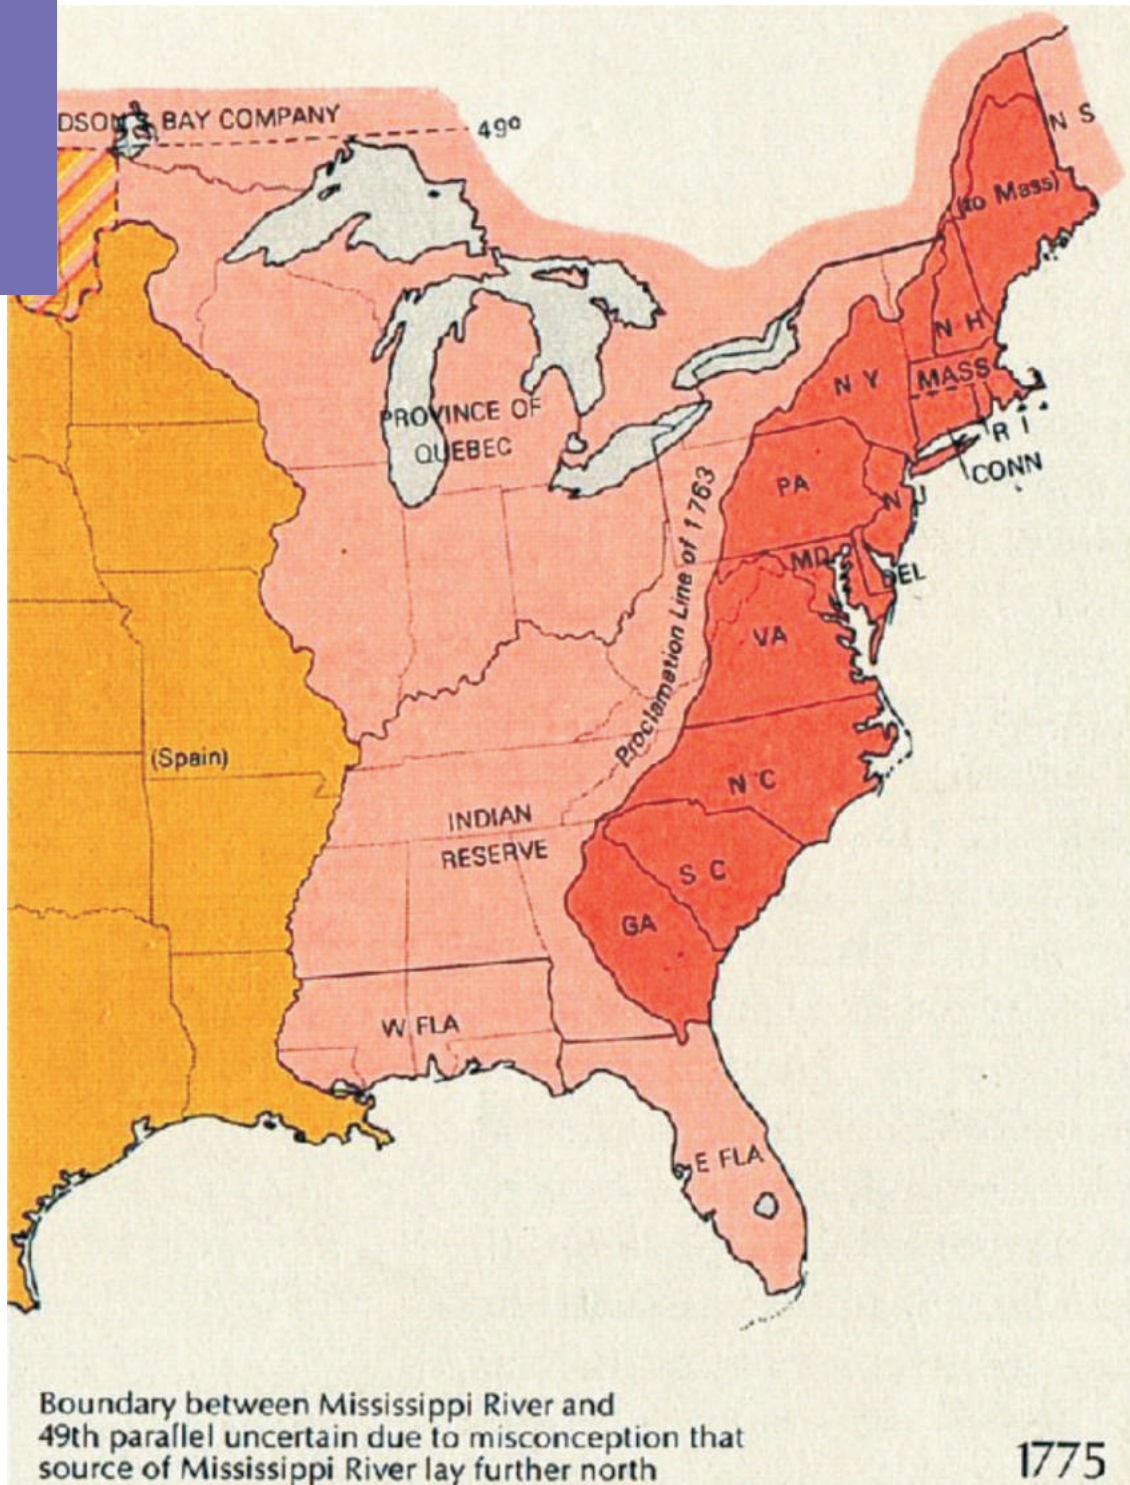 DSON'S BAY COMPANY
49º
N S
(to Mass)
N H
N Y
MASS
R I
CONN
PROVINCE OF
QUEBEC
PA
N J
MD
DEL
Proclamation Line of 1763
VA
(Spain)
N C
INDIAN
RESERVE
S C
GA
W FLA
E FLA
Boundary between Mississippi River and
49th parallel uncertain due to misconception that
source of Mississippi River lay further north
1775